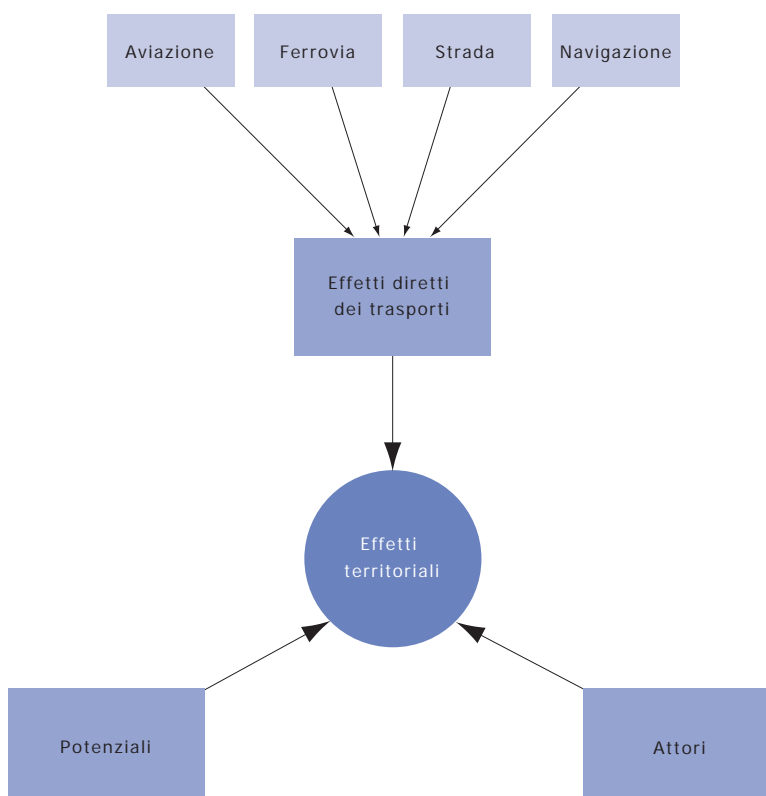 Aviazione
Ferrovia
Strada
Navigazione
Effetti diretti
dei trasporti
Effetti
territoriali
Potenziali
Attori